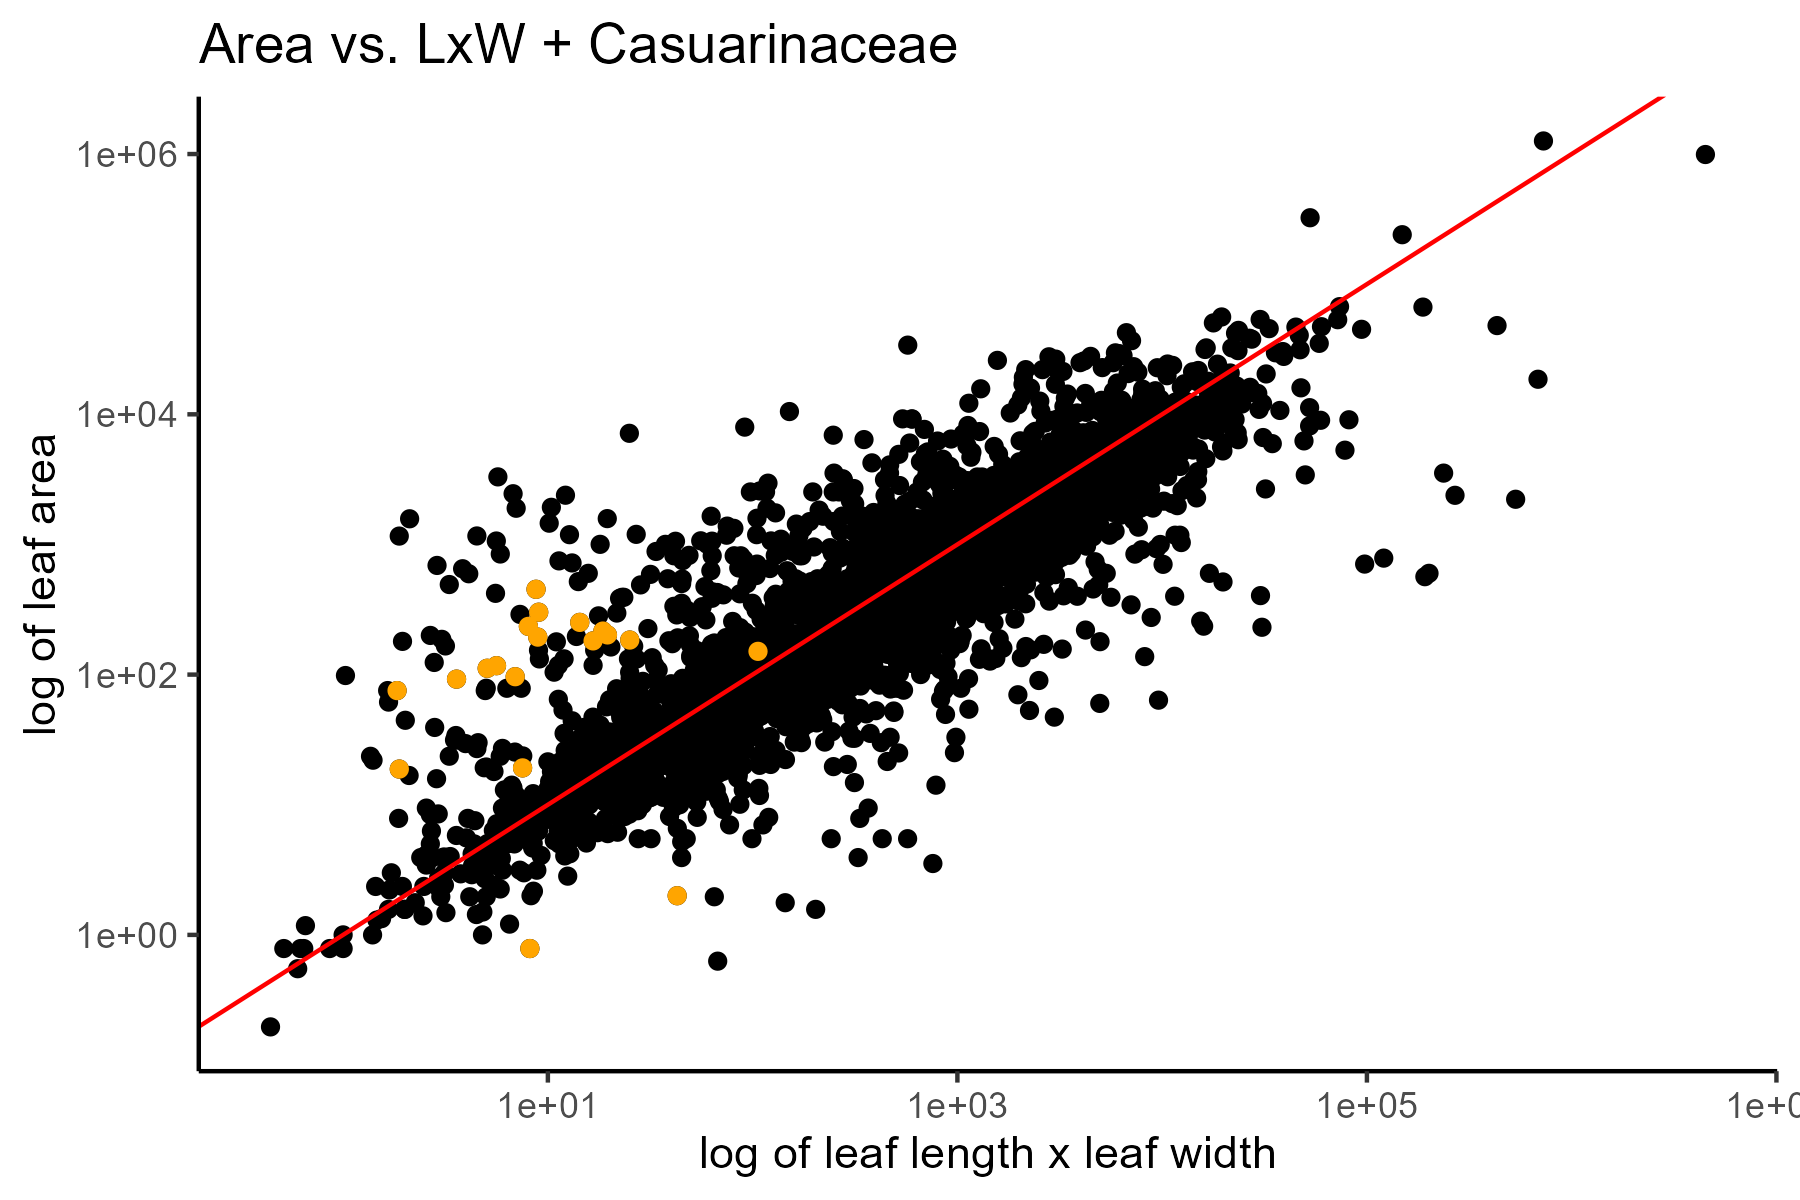 Area vs. LxW + Casuarinaceae
1e+06
1e+04
1e+02
1e+00
log of leaf area
1e+01
1e+03
1e+05
log of leaf length x leaf width